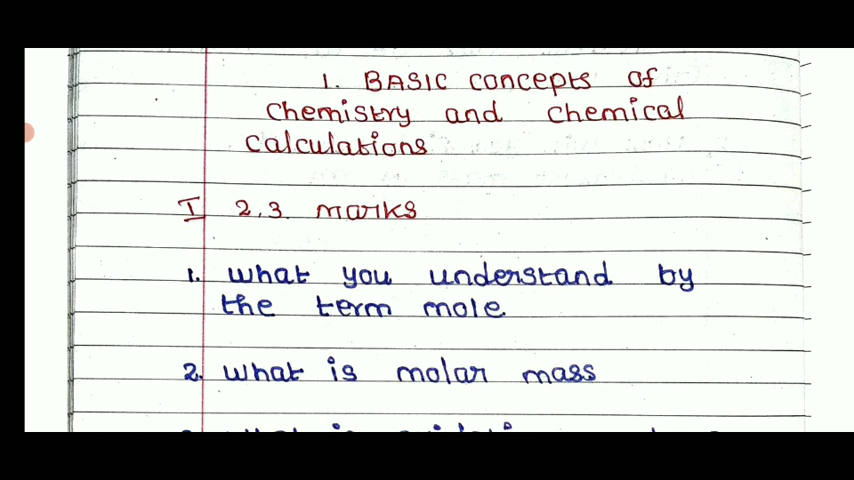 1. BASIC concepts of
chemistry and chemical
calculations
I 2,3 marks
1. what you understand by
the term mole
2. what is molar mass